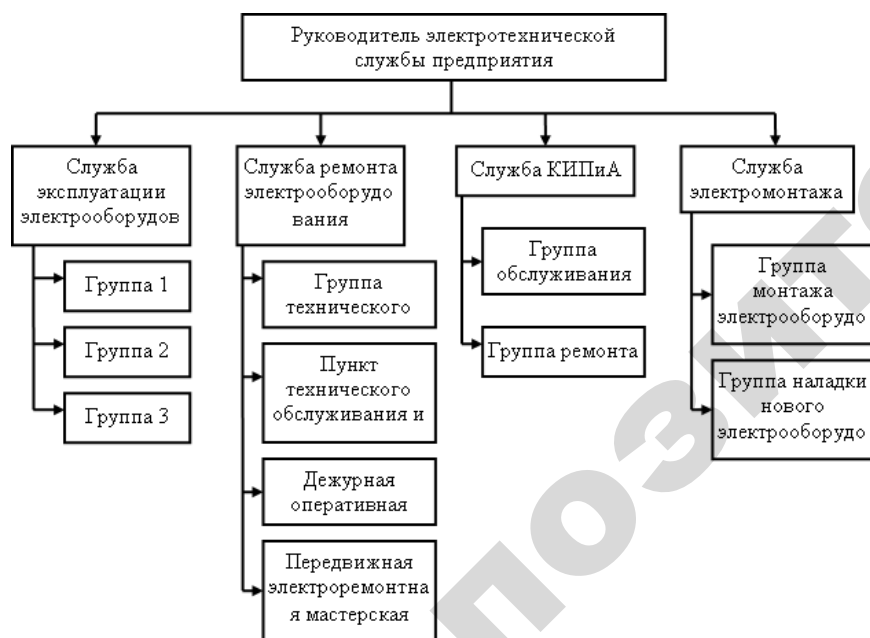 Руководитель электротехнической
службы предприятия
Служба
эксплуатации
электрооборудов
Группа 1
Группа 2
Группа 3
Служба ремонта
электрооборудо
вания
Группа
технического
Пункт
технического
обслуживания и
Дежурная
оперативная
Передвижная
электроремонтна
я мастерская
Служба КИПиА
Группа
обслуживания
Группа ремонта
Служба
электромонтажа
Группа
монтажа
электрооборудо
Группа наладки
нового
электрооборудо